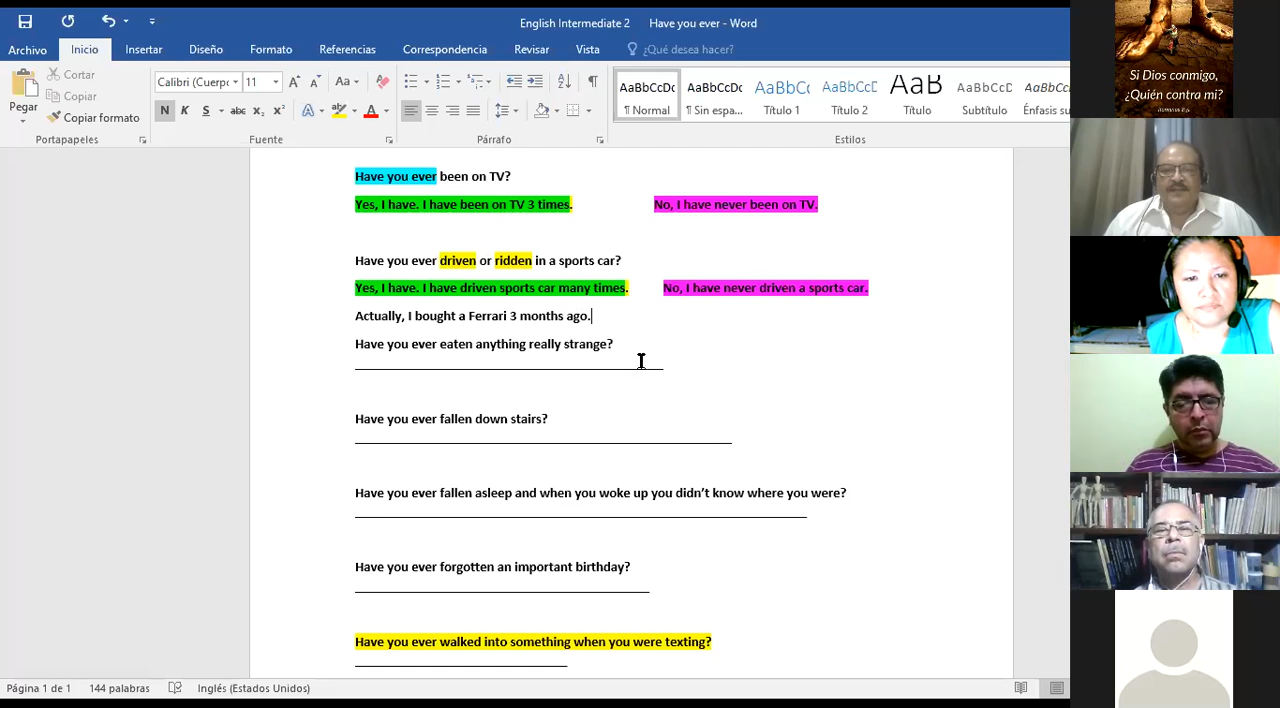 English Intermediate 2 Have you ever - Word
Archivo Inicio Insertar Diseño Formato Referencias Correspondencia Revisar Vista ¿Qué desea hacer?
Pegar
Cortar
Copiar
Copiar formato
Calibri (Cuerpo 11
N K S abc x₂ x²
Portapapeles Fuente Párrafo Estilos
AaBbCcDc AaBbCcDc AaBbCc AaBbCcC AaB AaBbCcD AaBbCcD
¶ Normal ¶ Sin espa... Título 1 Título 2 Título Subtítulo Énfasis su
Have you ever been on TV?
Yes, I have. I have been on TV 3 times. No, I have never been on TV.
Have you ever driven or ridden in a sports car?
Yes, I have. I have driven sports car many times. No, I have never driven a sports car.
Actually, I bought a Ferrari 3 months ago.
Have you ever eaten anything really strange?
Have you ever fallen down stairs?
Have you ever fallen asleep and when you woke up you didn't know where you were?
Have you ever forgotten an important birthday?
Have you ever walked into something when you were texting?
Página 1 de 1 144 palabras Inglés (Estados Unidos)
Si Dios conmigo,
¿Quién contra mi?